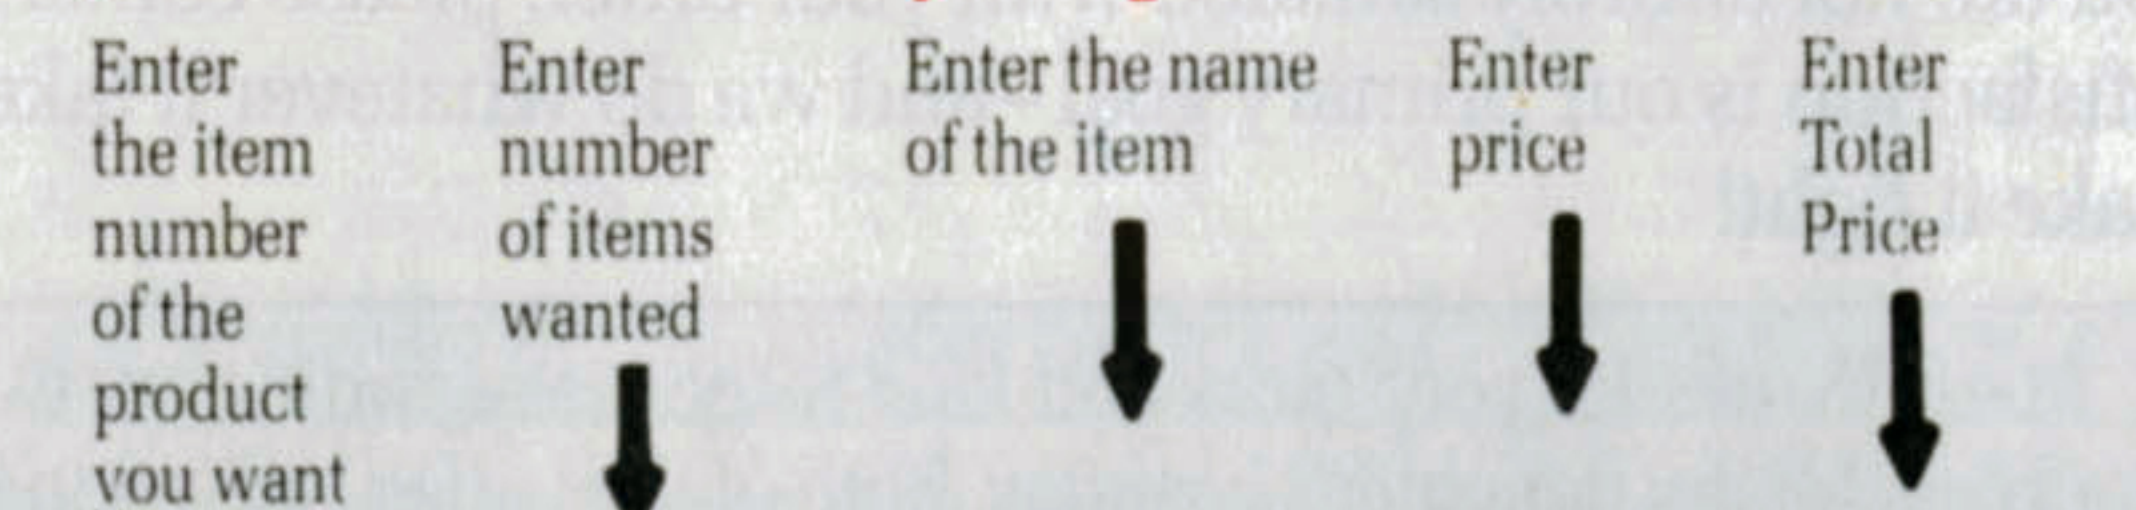 Enter
the item
number
of the
product
you want
Enter
number
of items
wanted
Enter the name
of the item
Enter
price
Enter
Total
Price